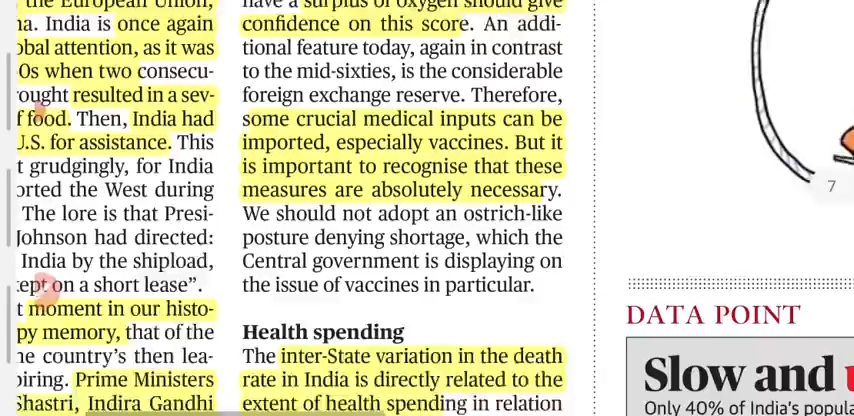 the European Union,
na. India is once again
obal attention, as it was
0s when two consecu-
rought resulted in a sev-
f food. Then, India had
U.S. for assistance. This
t grudgingly, for India
orted the West during
The lore is that Presi-
Johnson had directed:
India by the shipload,
kept on a short lease”.
t moment in our histo-
py memory, that of the
he country’s then lea-
piring. Prime Ministers
Shastri, Indira Gandhi
have a surplus of oxygen should give
confidence on this score. An addi-
tional feature today, again in contrast
to the mid-sixties, is the considerable
foreign exchange reserve. Therefore,
some crucial medical inputs can be
imported, especially vaccines. But it
is important to recognise that these
measures are absolutely necessary.
We should not adopt an ostrich-like
posture denying shortage, which the
Central government is displaying on
the issue of vaccines in particular.
Health spending
The inter-State variation in the death
rate in India is directly related to the
extent of health spending in relation
7
DATA POINT
Slow and
Only 40% of India’s popula